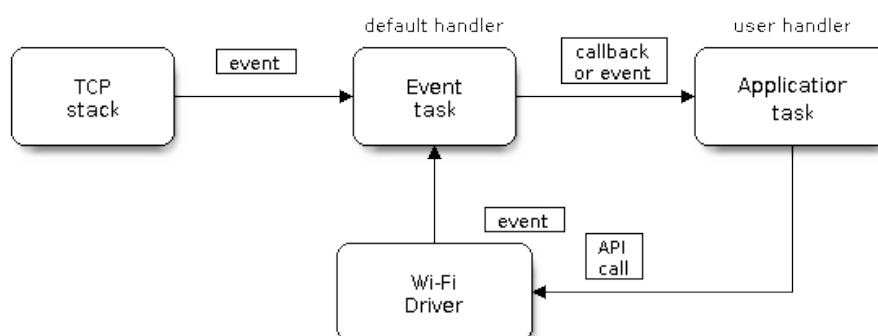 default handler
user handler
event
callback
or event
TCP
stack
Event
task
Application
task
event
API
call
Wi-Fi
Driver